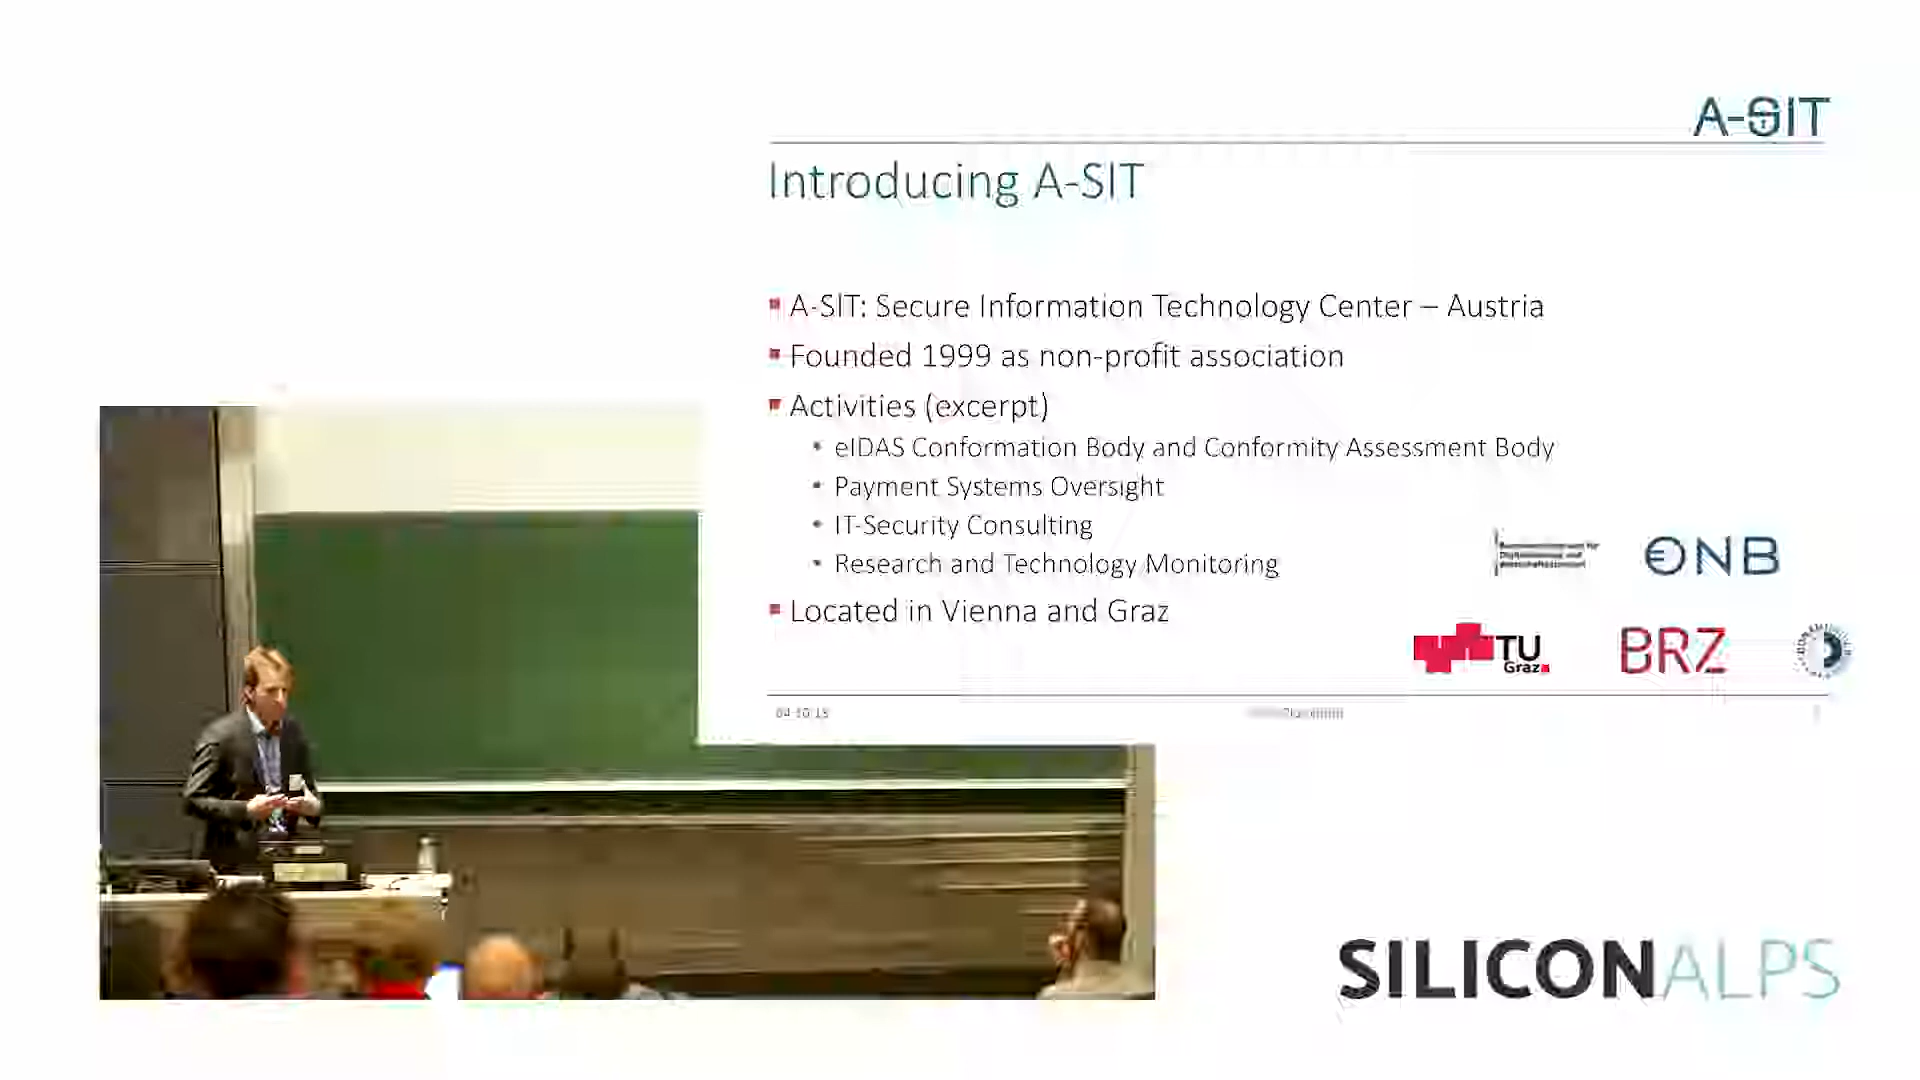 A-SIT
Introducing A-SIT
A-SIT: Secure Information Technology Center – Austria
Founded 1999 as non-profit association
Activities (excerpt)
eIDAS Conformation Body and Conformity Assessment Body
Payment Systems Oversight
IT-Security Consulting
Research and Technology Monitoring
Located in Vienna and Graz
ONB
TU
Graz
BRZ
SILICONALPS